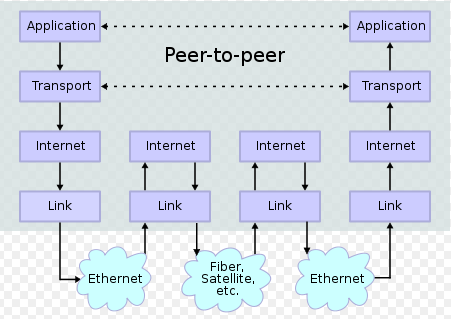 Application
Application
Peer-to-peer
Transport
Transport
Internet
Internet
Internet
Internet
Link
Link
Link
Link
Ethernet
Fiber,
Satellite,
etc.
Ethernet